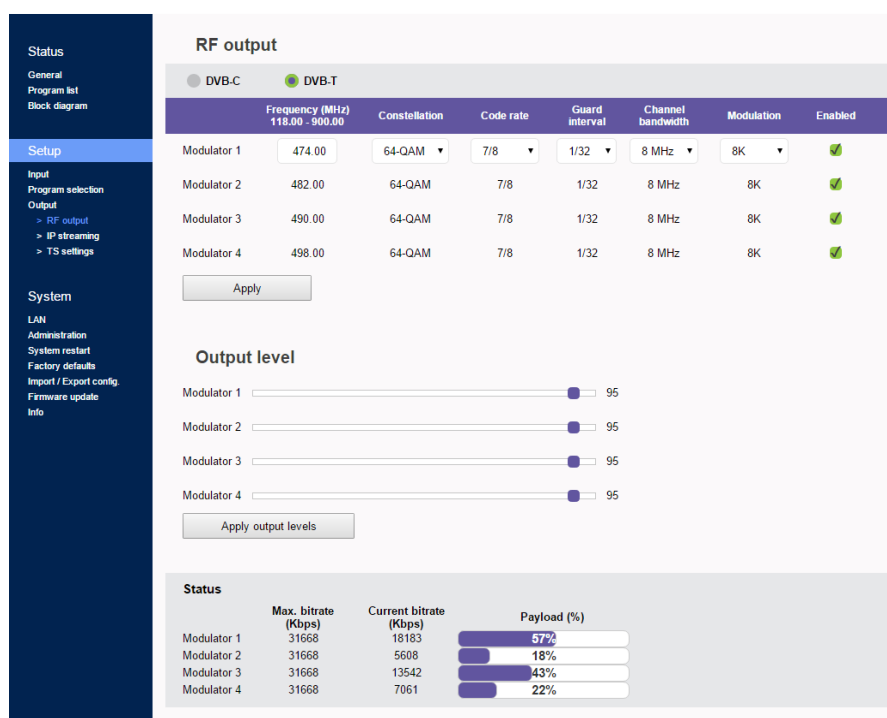 Status
General
Program list
Block diagram
Setup
Input
Program selection
Output
> RF output
> IP streaming
> TS settings
System
LAN
Administration
System restart
Factory defaults
Import / Export config.
Firmware update
Info
RF output
DVB-C DVB-T
Frequency (MHz) 118.00 - 900.00 Constellation Code rate Guard interval Channel bandwidth Modulation Enabled
Modulator 1 474.00 64-QAM 7/8 1/32 8 MHz 8K
Modulator 2 482.00 64-QAM 7/8 1/32 8 MHz 8K
Modulator 3 490.00 64-QAM 7/8 1/32 8 MHz 8K
Modulator 4 498.00 64-QAM 7/8 1/32 8 MHz 8K
Apply
Output level
Modulator 1 95
Modulator 2 95
Modulator 3 95
Modulator 4 95
Apply output levels
Status
Max. bitrate (Kbps) Current bitrate (Kbps) Payload (%)
Modulator 1 31668 18183 57%
Modulator 2 31668 5608 18%
Modulator 3 31668 13542 43%
Modulator 4 31668 7061 22%